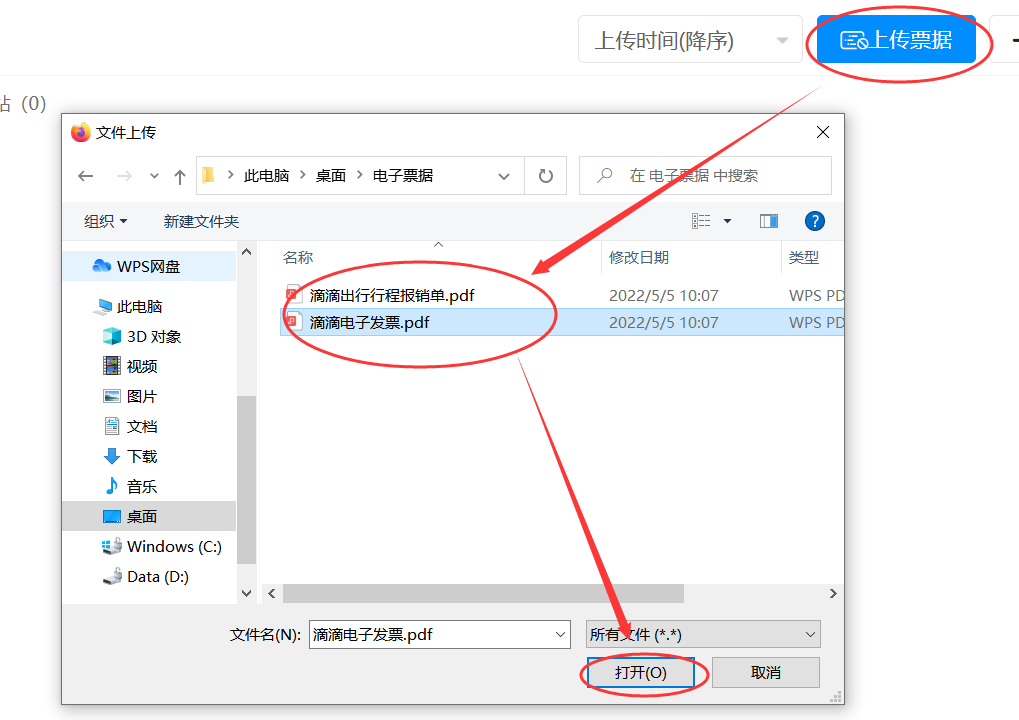 上传时间(降序)
上传票据
站 (0)
文件上传
此电脑 桌面 电子票据
在 电子票据 中搜索
组织 新建文件夹
名称 修改日期 类型
WPS网盘
此电脑
3D 对象
视频
图片
文档
下载
音乐
桌面
Windows (C:)
Data (D:)
滴滴出行行程报销单.pdf 2022/5/5 10:07 WPS PD
滴滴电子发票.pdf 2022/5/5 10:07 WPS PD
文件名(N): 滴滴电子发票.pdf 所有文件 (*.*)
打开(O) 取消